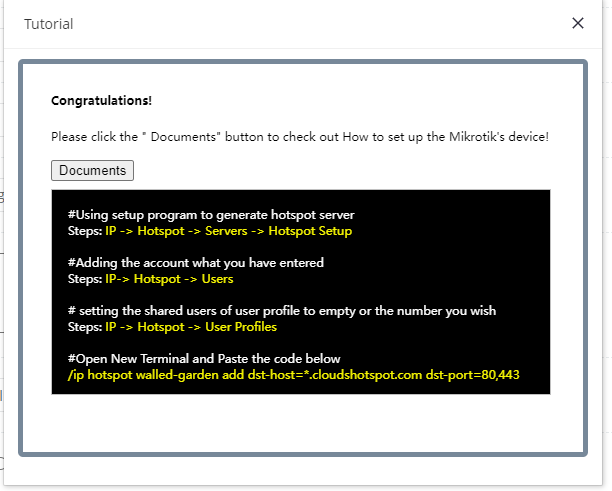 Tutorial
Congratulations!
Please click the " Documents" button to check out How to set up the Mikrotik's device!
Documents
#Using setup program to generate hotspot server
Steps: IP -> Hotspot -> Servers -> Hotspot Setup
#Adding the account what you have entered
Steps: IP-> Hotspot -> Users
# setting the shared users of user profile to empty or the number you wish
Steps: IP -> Hotspot -> User Profiles
#Open New Terminal and Paste the code below
/ip hotspot walled-garden add dst-host=*.cloudshotspot.com dst-port=80,443